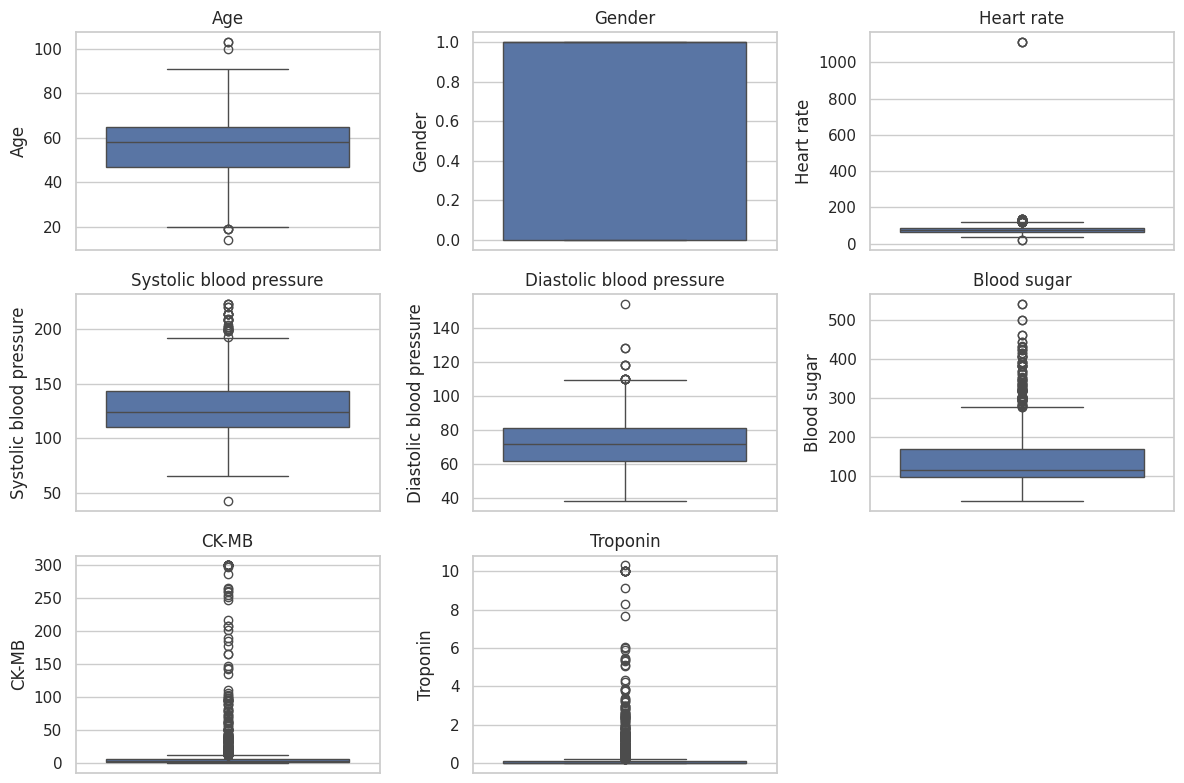 Age
Gender
Heart rate
Age
100
80
60
40
20
Gender
1.0
0.8
0.6
0.4
0.2
0.0
Heart rate
1000
800
600
400
200
0
Systolic blood pressure
Diastolic blood pressure
Blood sugar
Systolic blood pressure
200
150
100
50
Diastolic blood pressure
140
120
100
80
60
40
Blood sugar
500
400
300
200
100
CK-MB
Troponin
CK-MB
300
250
200
150
100
50
0
Troponin
10
8
6
4
2
0